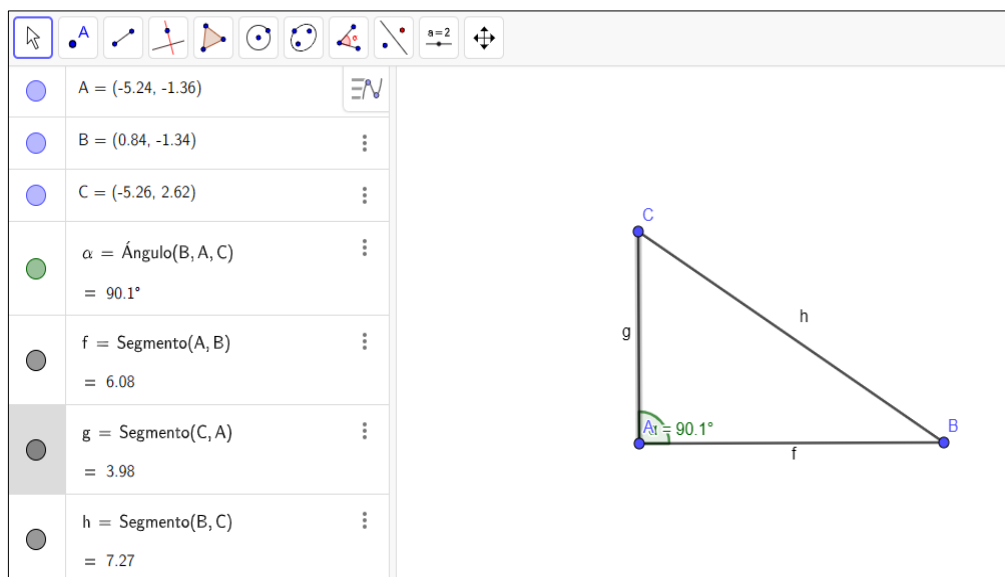 A
a=2
A = (-5.24, -1.36)
B = (0.84, -1.34)
C = (-5.26, 2.62)
α = Ángulo(B, A, C)
= 90.1°
f = Segmento(A, B)
= 6.08
g = Segmento(C, A)
= 3.98
h = Segmento(B, C)
= 7.27
C
h
g
A α = 90.1°
B
f